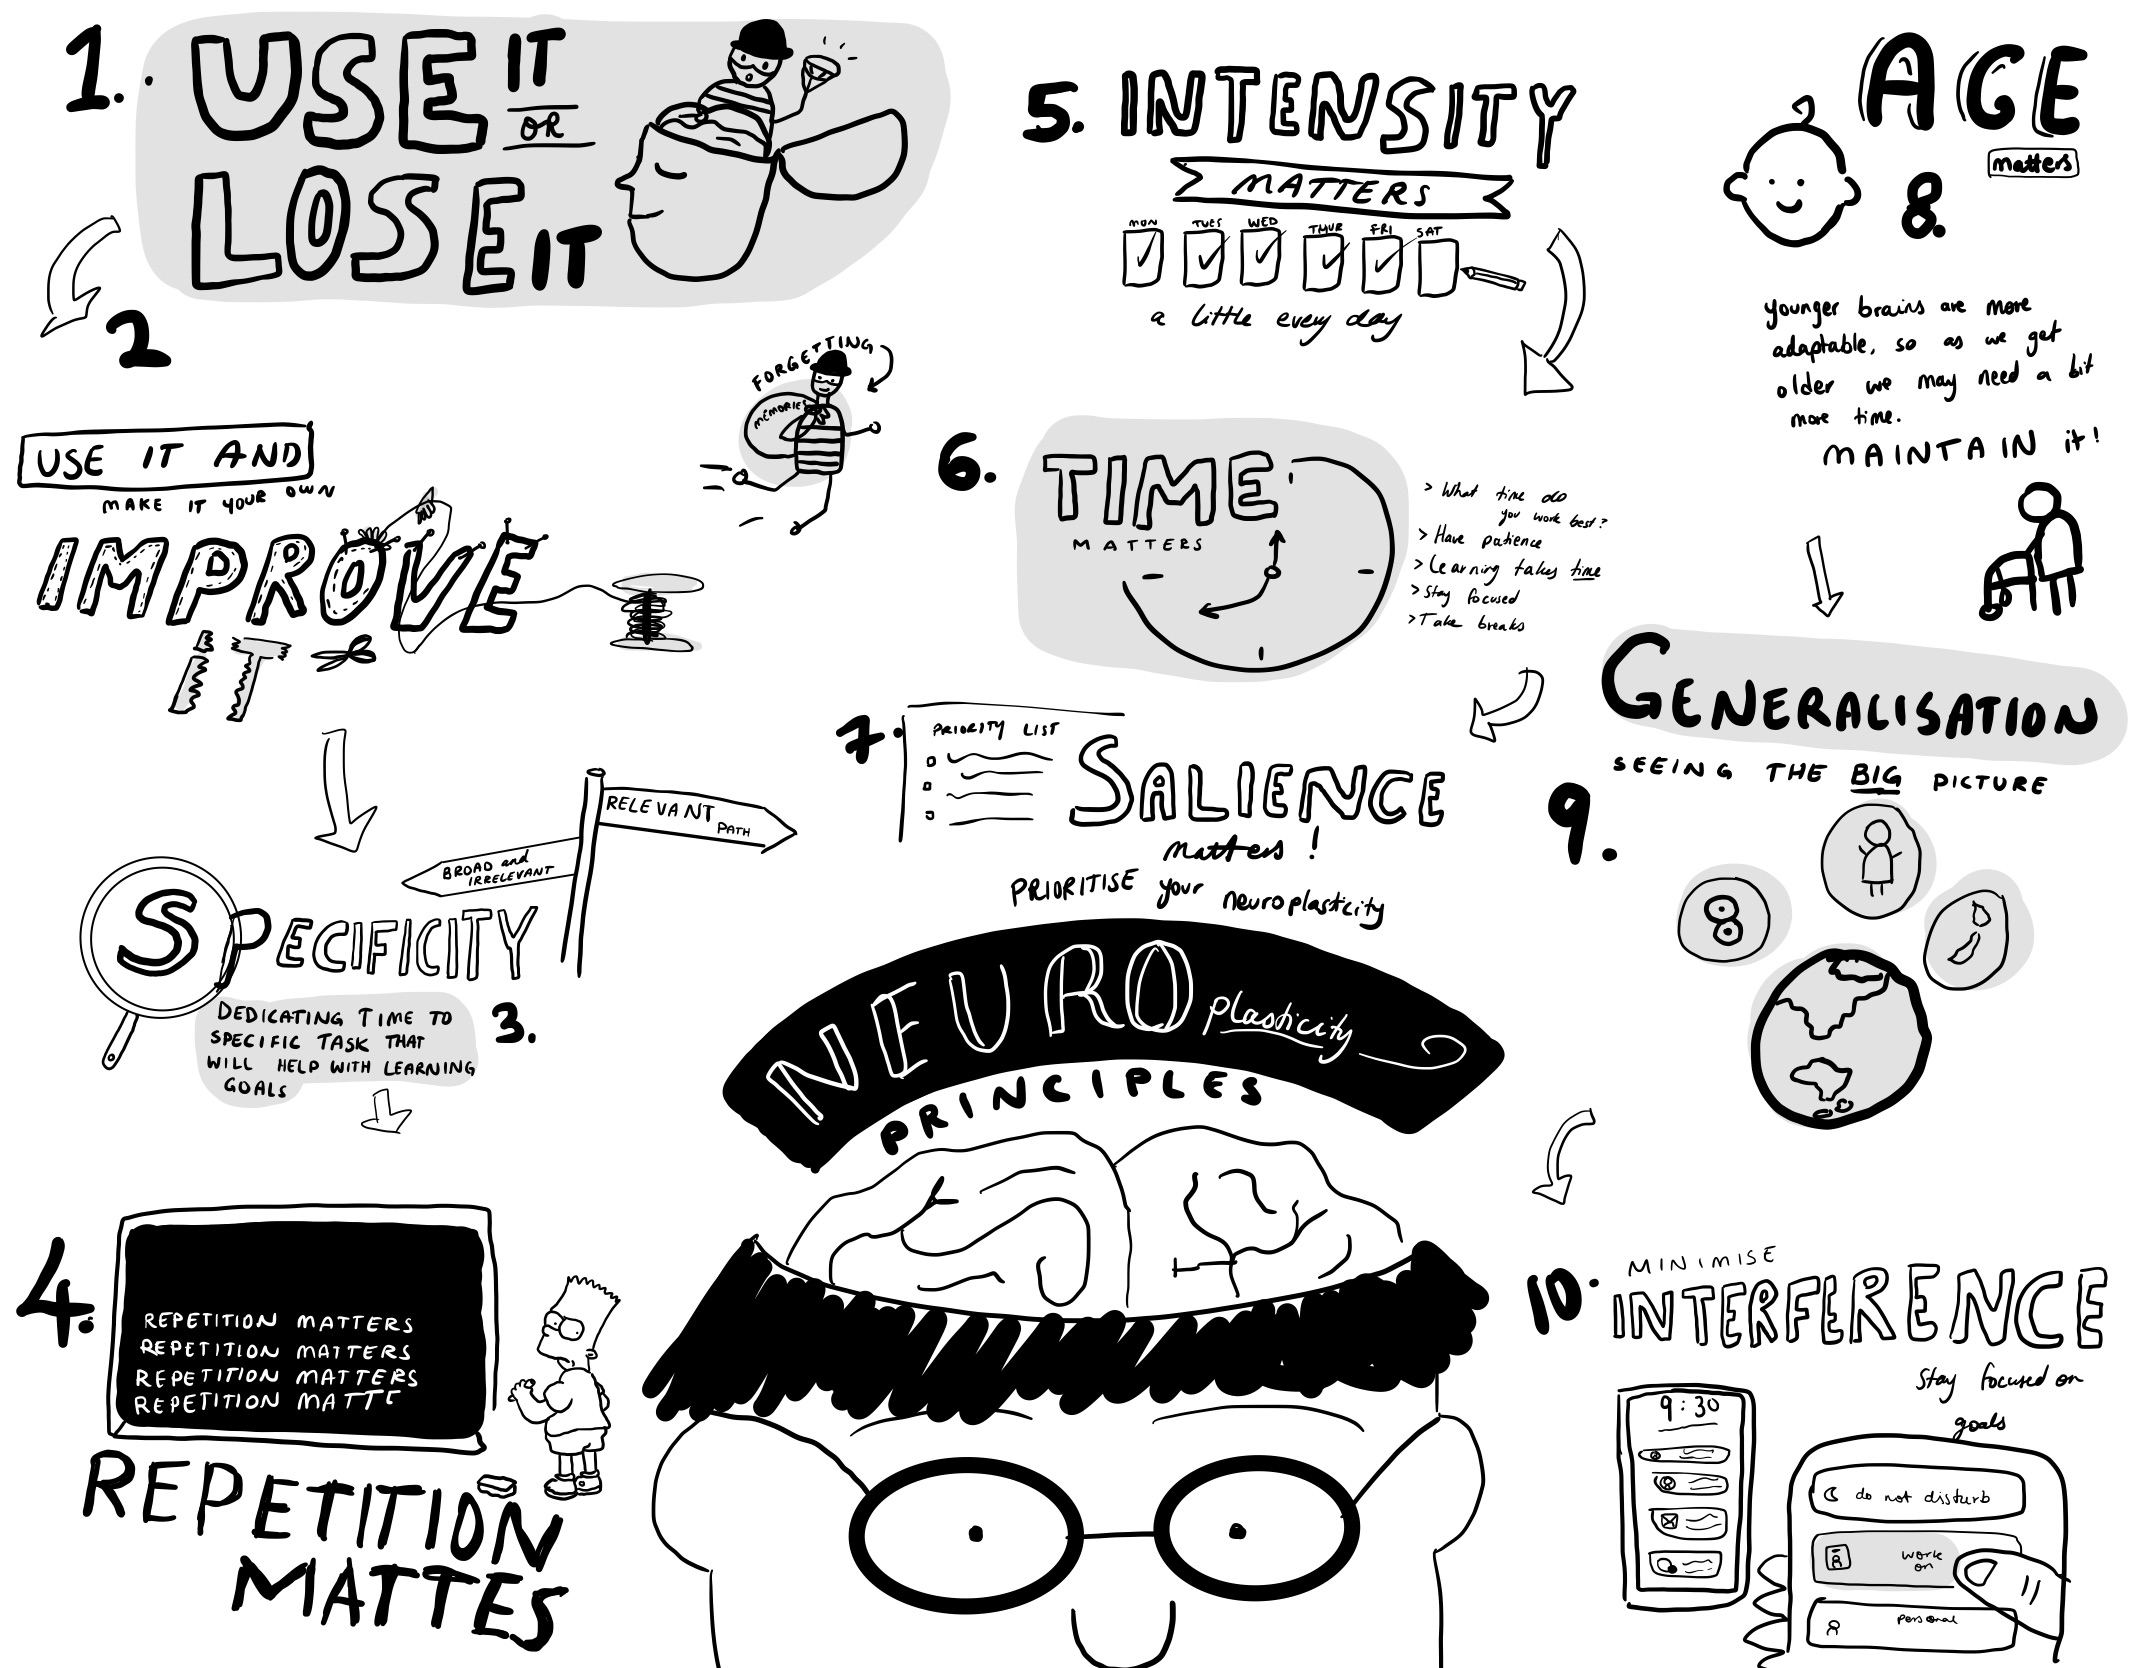 1.
USE IT
OR
LOSE IT
2
FORGETTING
MEMORIES
USE IT AND
MAKE IT YOUR OWN
IMPROVE
IT
RELEVANT
PATH
BROAD and
IRRELEVANT
SPECIFICITY
3.
DEDICATING TIME TO
SPECIFIC TASK THAT
WILL HELP WITH LEARNING
GOALS
4.
REPETITION MATTERS
REPETITION MATTERS
REPETITION MATTERS
REPETITION MATTE
REPETITION
MATTES
5.
INTENSITY
MATTERS
MON TUES WED THUR FRI SAT
a little every day
6.
TIME
MATTERS
> What time do
you work best?
> Have patience
> Learning takes time
> Stay focused
> Take breaks
7.
PRIORITY LIST
SALIENCE
matters!
PRIORITISE your neuroplasticity
NEUROplasticity
PRINCIPLES
AGE
matters
8.
younger brains are more
adaptable, so as we get
older we may need a bit
more time.
MAINTAIN it!
GENERALISATION
SEEING THE BIG PICTURE
9.
8
10.
MINIMISE
INTERFERENCE
Stay focused on
goals
9:30
do not disturb
work
on
personal